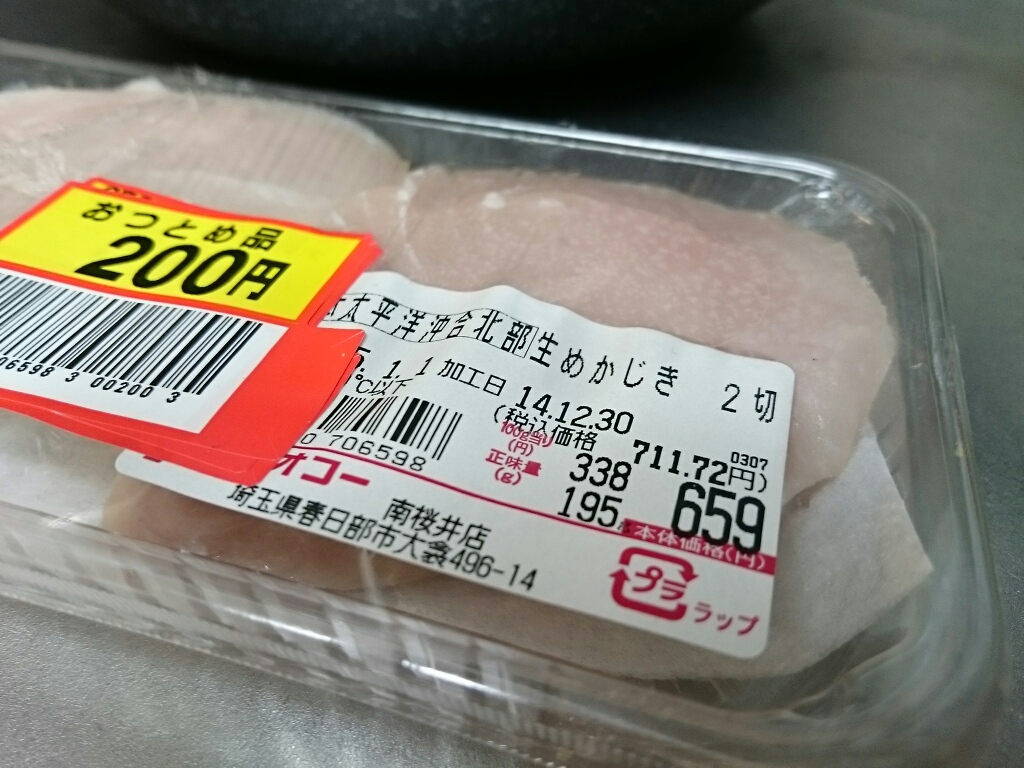 おつとめ品
200円
06598 3 00200 3
太平洋沖合北部生めかじき 2切
1. 1 加工日 14.12.30
℃以下
(税込価格 711.72円)
0307
100g当り(円) 338
正味量(g) 195
659
本体価格(円)
0 706598
オコー 南桜井店
埼玉県春日部市大衾496-14
プラ
ラップ